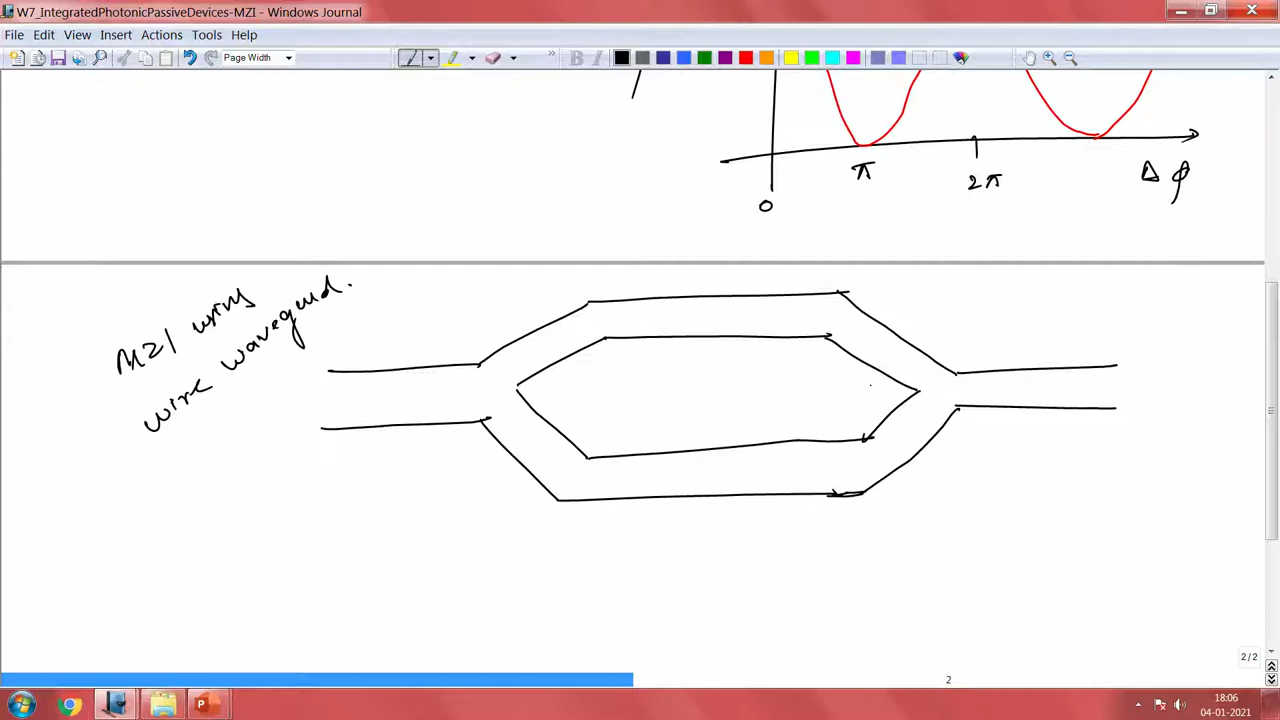 W7_IntegratedPhotonicPassiveDevices-MZI - Windows Journal
File Edit View Insert Actions Tools Help
Page Width
B I
π
2π
Δφ
0
MZI using
wire waveguid.
2/2
2
18:06
04-01-2021